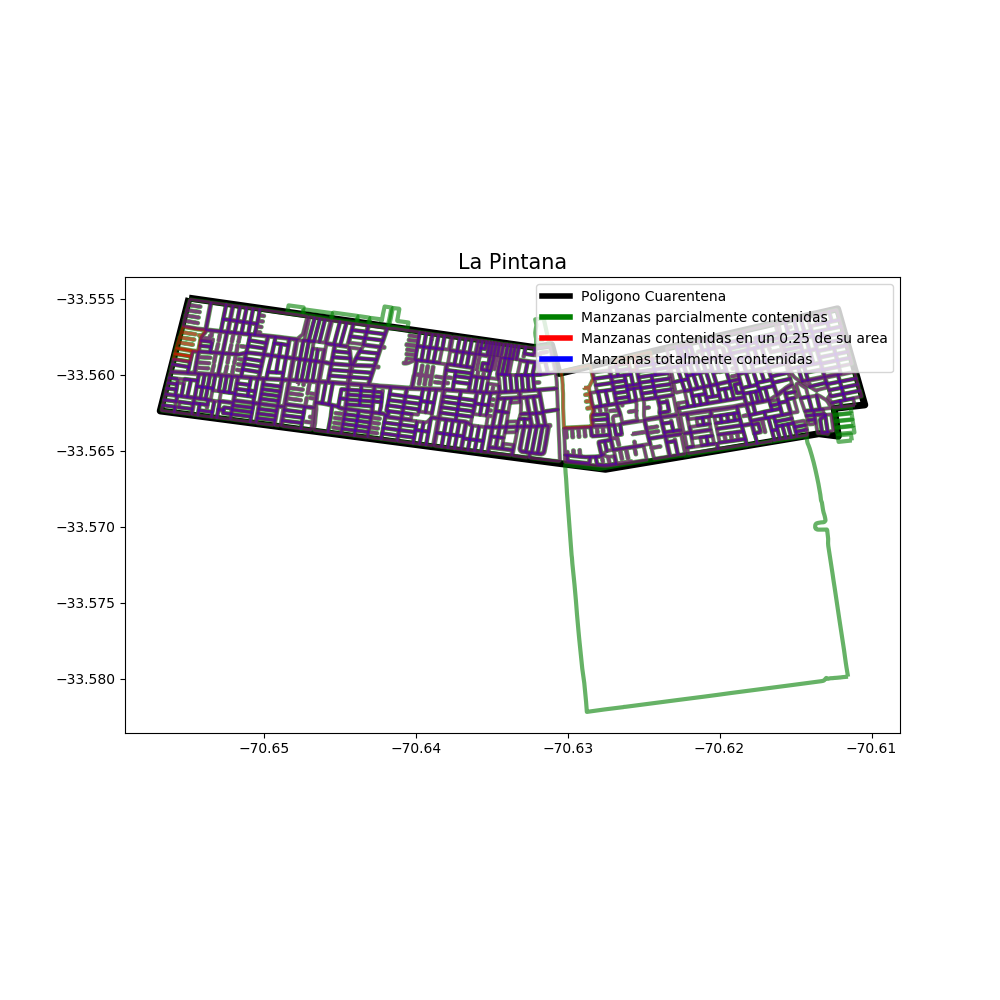 La Pintana
Poligono Cuarentena
Manzanas parcialmente contenidas
Manzanas contenidas en un 0.25 de su area
Manzanas totalmente contenidas
−33.555
−33.560
−33.565
−33.570
−33.575
−33.580
−70.65 −70.64 −70.63 −70.62 −70.61